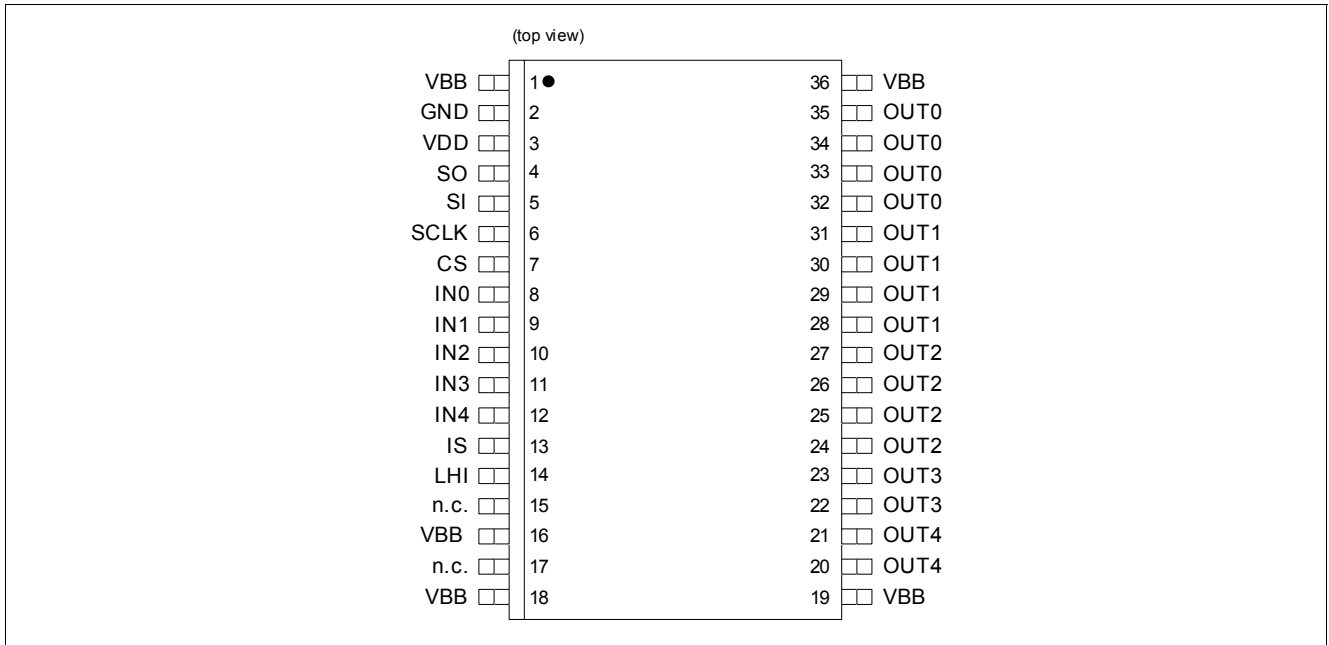 (top view)
VBB 1 36 VBB
GND 2 35 OUT0
VDD 3 34 OUT0
SO 4 33 OUT0
SI 5 32 OUT0
SCLK 6 31 OUT1
CS 7 30 OUT1
IN0 8 29 OUT1
IN1 9 28 OUT1
IN2 10 27 OUT2
IN3 11 26 OUT2
IN4 12 25 OUT2
IS 13 24 OUT2
LHI 14 23 OUT3
n.c. 15 22 OUT3
VBB 16 21 OUT4
n.c. 17 20 OUT4
VBB 18 19 VBB